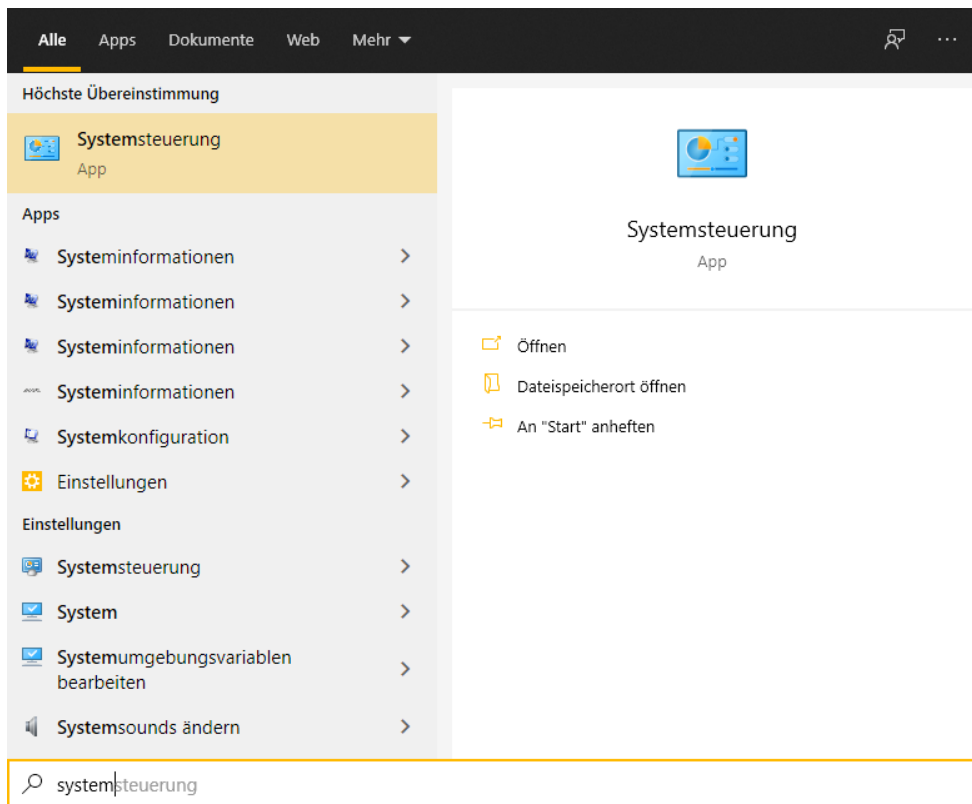 Alle Apps Dokumente Web Mehr
Höchste Übereinstimmung
Systemsteuerung
App
Apps
Systeminformationen
Systeminformationen
Systeminformationen
Systeminformationen
Systemkonfiguration
Einstellungen
Einstellungen
Systemsteuerung
System
Systemumgebungsvariablen
bearbeiten
Systemsounds ändern
Systemsteuerung
App
Öffnen
Dateispeicherort öffnen
An "Start" anheften
systemsteuerung